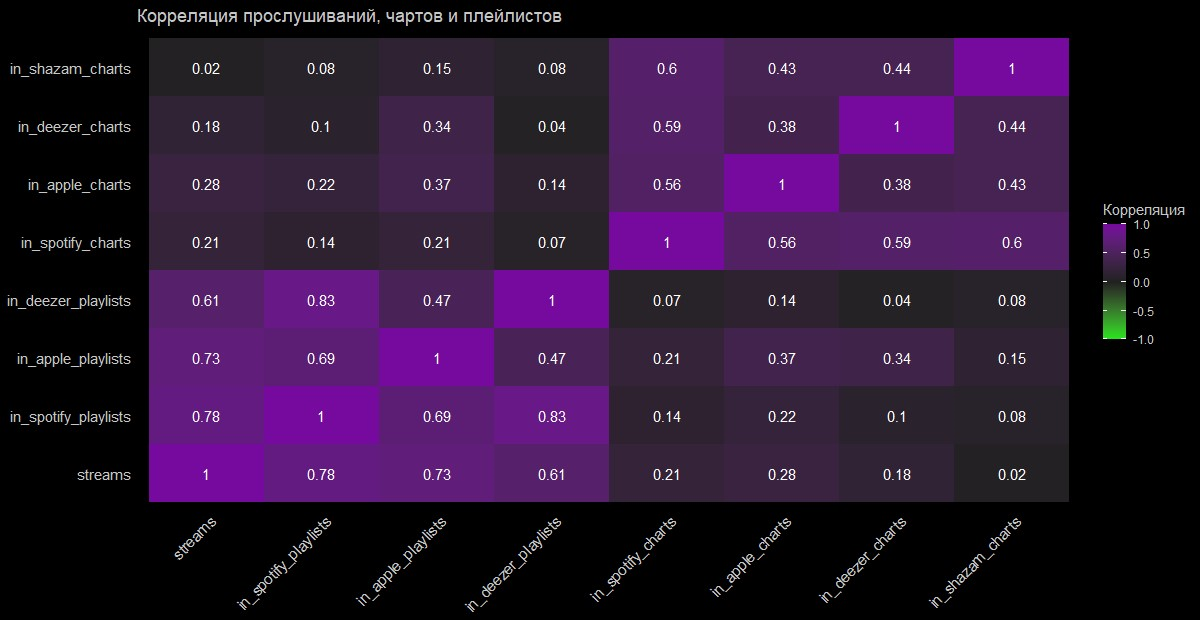 Корреляция прослушиваний, чартов и плейлистов
in_shazam_charts 0.02 0.08 0.15 0.08 0.6 0.43 0.44 1
in_deezer_charts 0.18 0.1 0.34 0.04 0.59 0.38 1 0.44
in_apple_charts 0.28 0.22 0.37 0.14 0.56 1 0.38 0.43
in_spotify_charts 0.21 0.14 0.21 0.07 1 0.56 0.59 0.6
in_deezer_playlists 0.61 0.83 0.47 1 0.07 0.14 0.04 0.08
in_apple_playlists 0.73 0.69 1 0.47 0.21 0.37 0.34 0.15
in_spotify_playlists 0.78 1 0.69 0.83 0.14 0.22 0.1 0.08
streams 1 0.78 0.73 0.61 0.21 0.28 0.18 0.02
streams
in_spotify_playlists
in_apple_playlists
in_deezer_playlists
in_spotify_charts
in_apple_charts
in_deezer_charts
in_shazam_charts
Корреляция
1.0
0.5
0.0
-0.5
-1.0